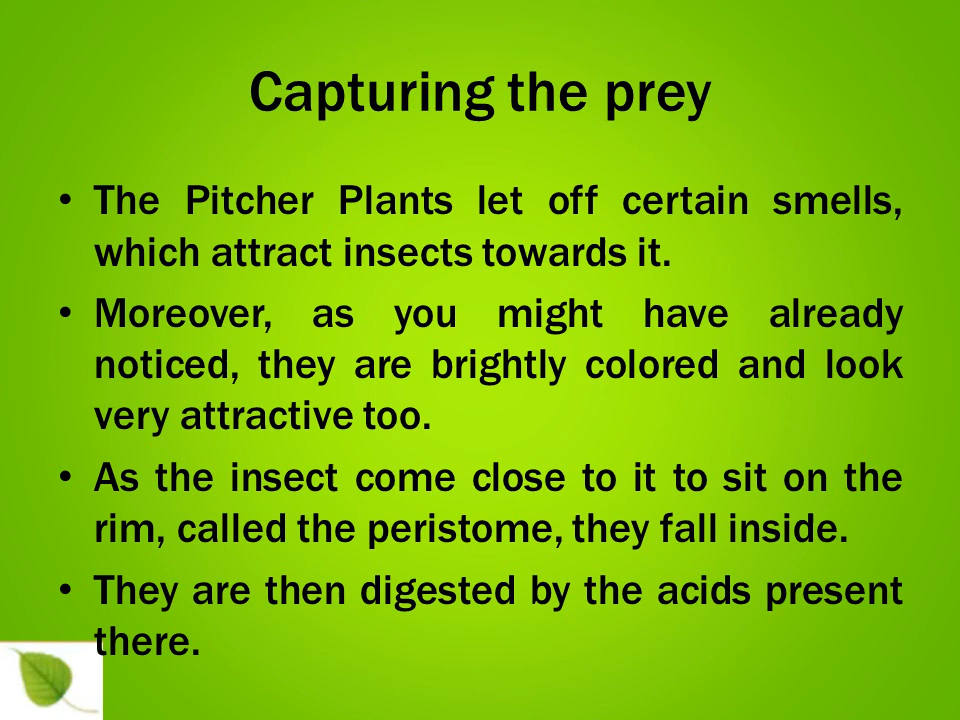 Capturing the prey
• The Pitcher Plants let off certain smells,
which attract insects towards it.
• Moreover, as you might have already
noticed, they are brightly colored and look
very attractive too.
• As the insect come close to it to sit on the
rim, called the peristome, they fall inside.
• They are then digested by the acids present
there.